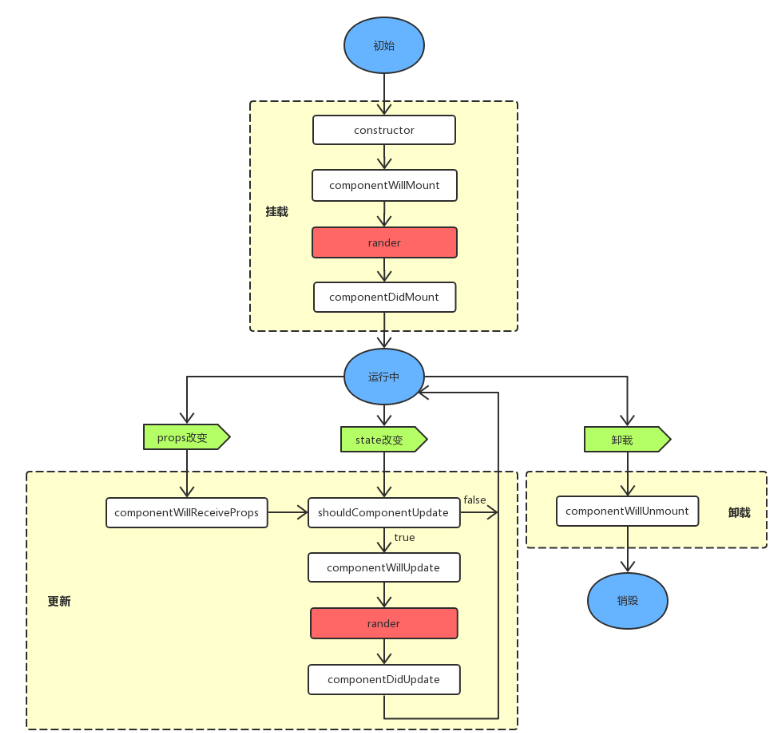 初始
constructor
componentWillMount
挂载
rander
componentDidMount
运行中
props改变
state改变
卸载
false
componentWillReceiveProps
shouldComponentUpdate
componentWillUnmount
卸载
true
componentWillUpdate
更新
rander
销毁
componentDidUpdate